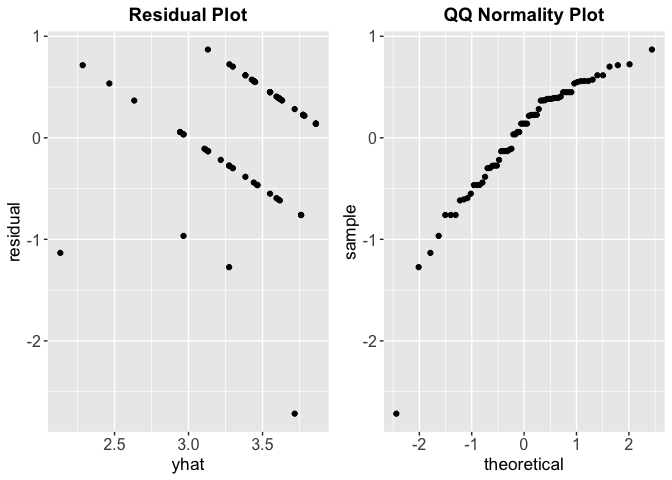 Residual Plot
1
0
-1
-2
residual
2.5 3.0 3.5
yhat
QQ Normality Plot
1
0
-1
-2
sample
-2 -1 0 1 2
theoretical